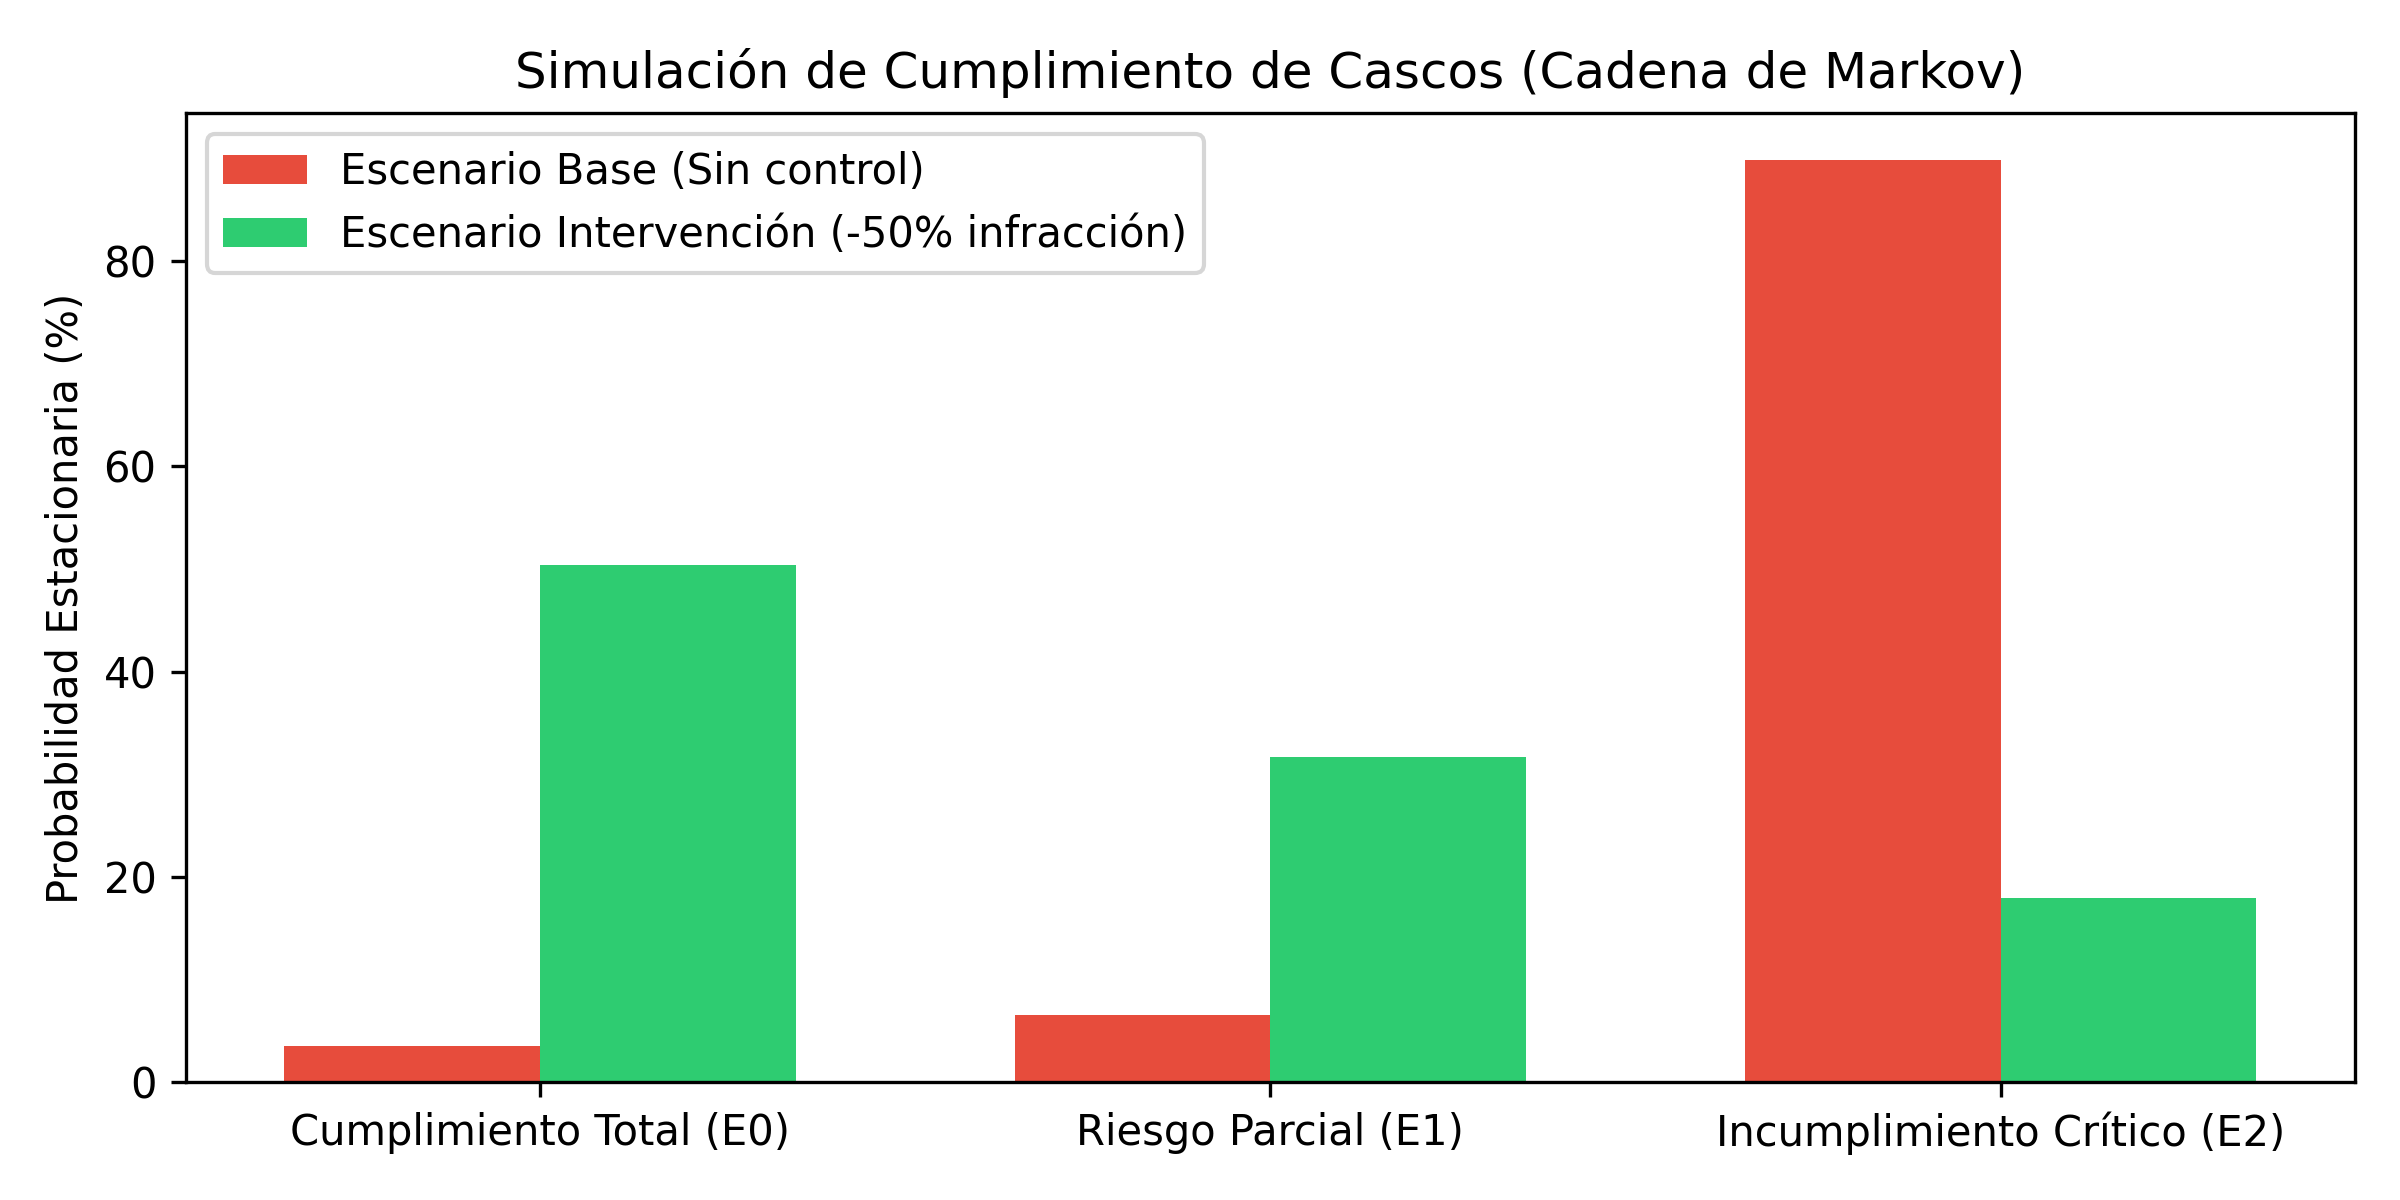 Simulación de Cumplimiento de Cascos (Cadena de Markov)
Escenario Base (Sin control)
Escenario Intervención (-50% infracción)
Probabilidad Estacionaria (%)
80
60
40
20
0
Cumplimiento Total (E0)
Riesgo Parcial (E1)
Incumplimiento Crítico (E2)